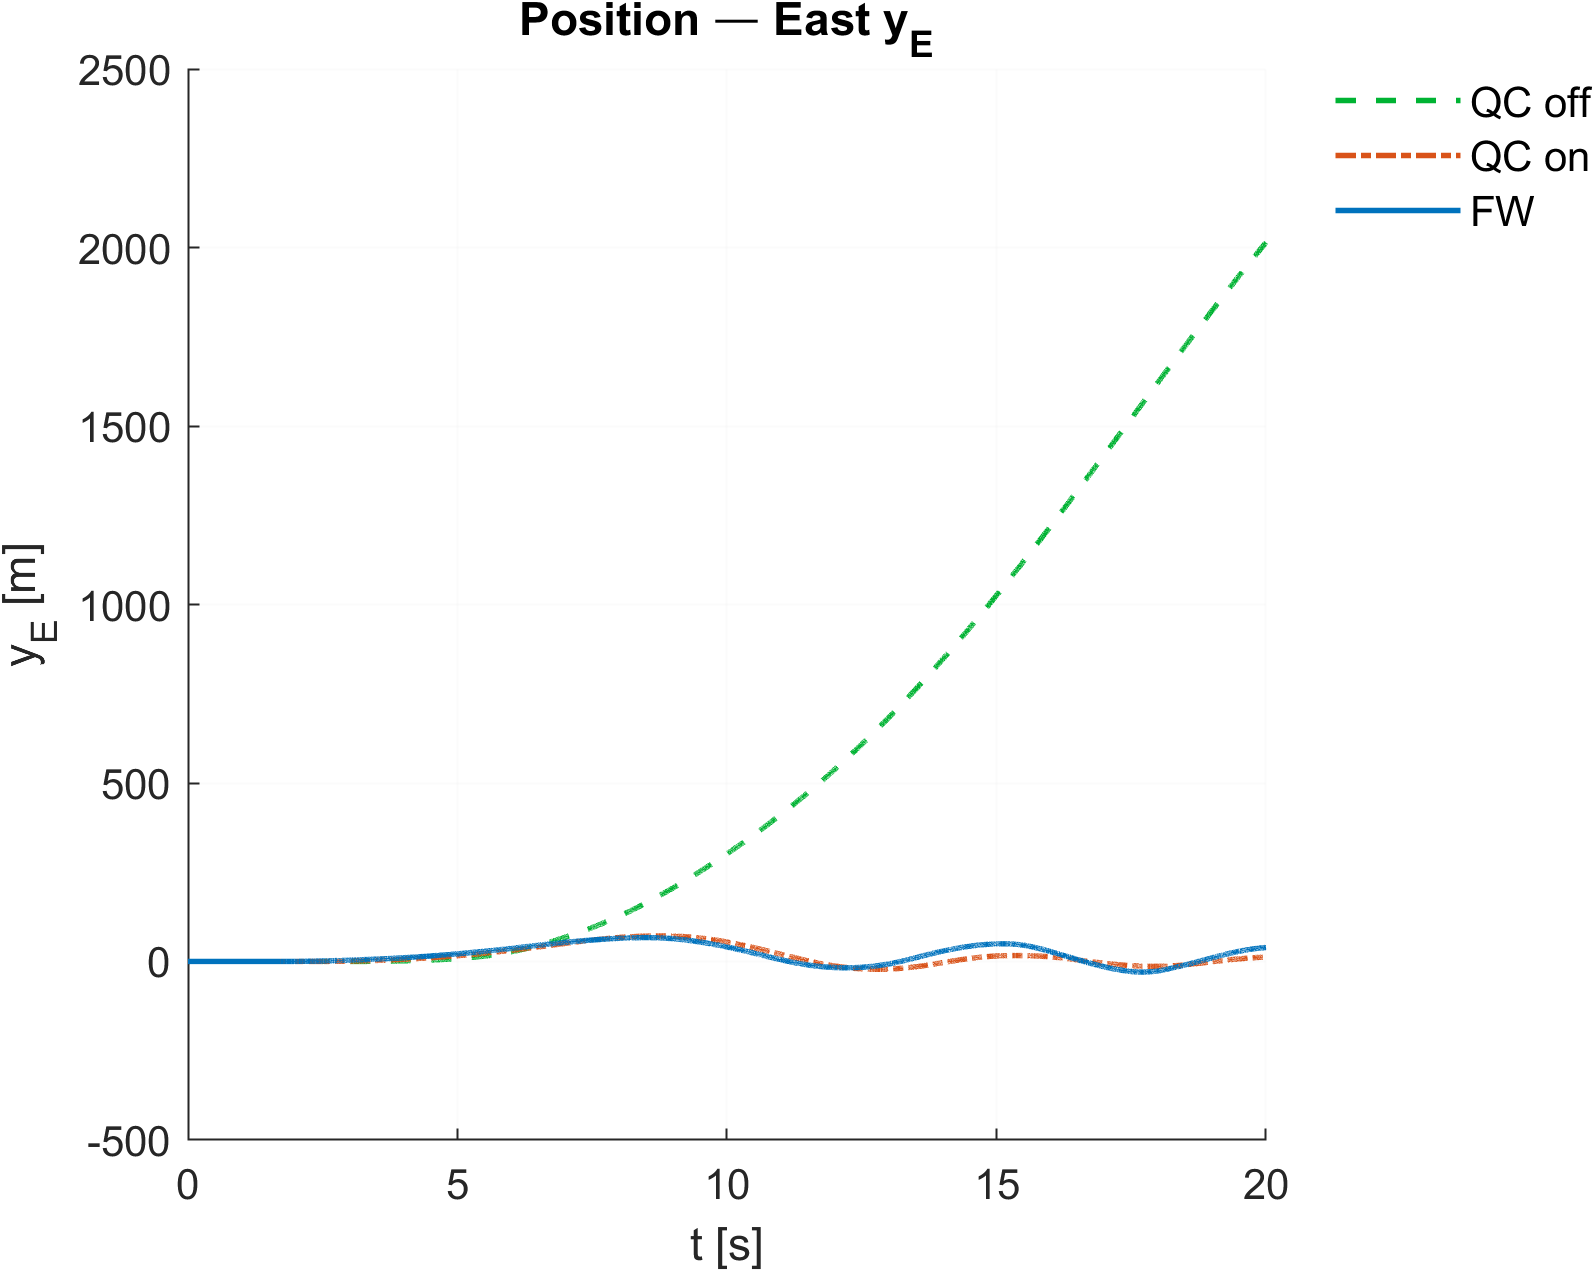 Position — East y_E
2500
2000
1500
1000
500
0
-500
y_E [m]
0 5 10 15 20
t [s]
QC off
QC on
FW